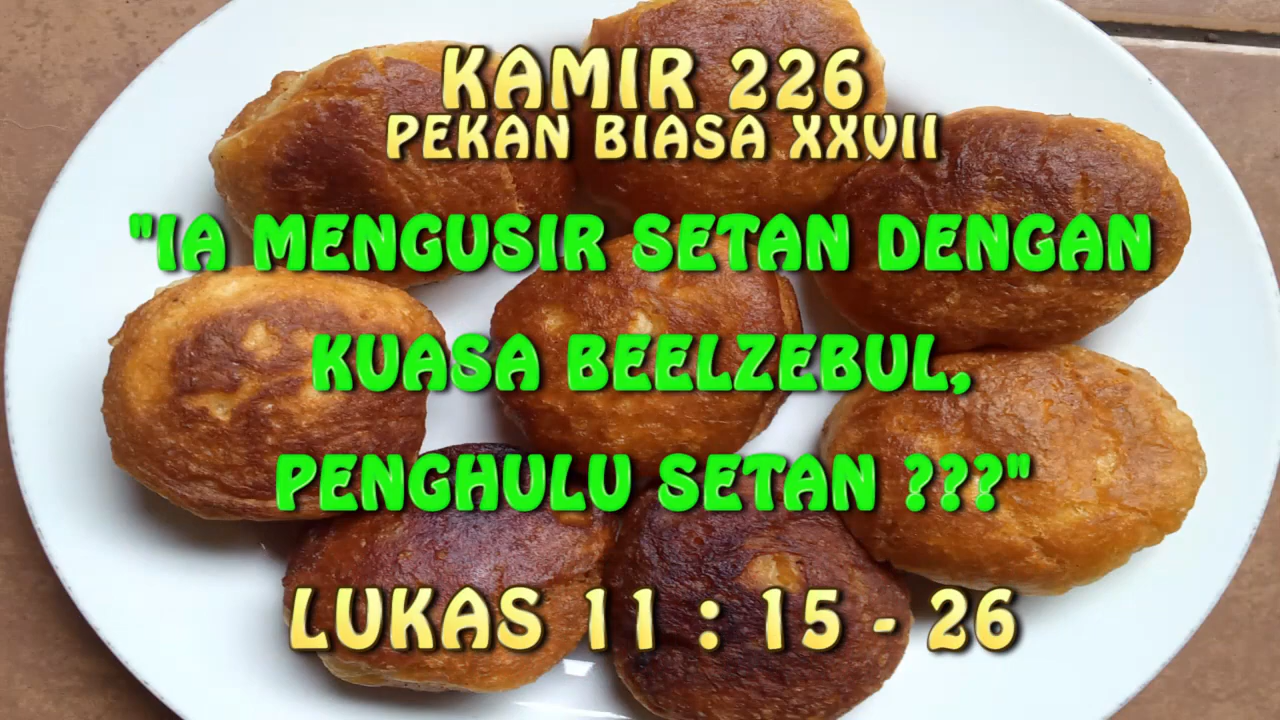 KAMIR 226
PEKAN BIASA XXVII
"IA MENGUSIR SETAN DENGAN
KUASA BEELZEBUL,
PENGHULU SETAN ???"
LUKAS 11 : 15 - 26